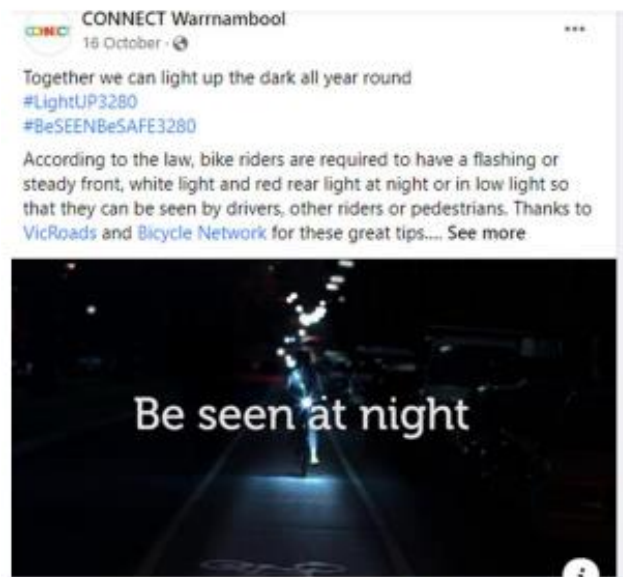 CONNECT
CONNECT Warrnambool
16 October ·
Together we can light up the dark all year round
#LightUP3280
#BeSEENBeSAFE3280
According to the law, bike riders are required to have a flashing or
steady front, white light and red rear light at night or in low light so
that they can be seen by drivers, other riders or pedestrians. Thanks to
VicRoads and Bicycle Network for these great tips.... See more
Be seen at night